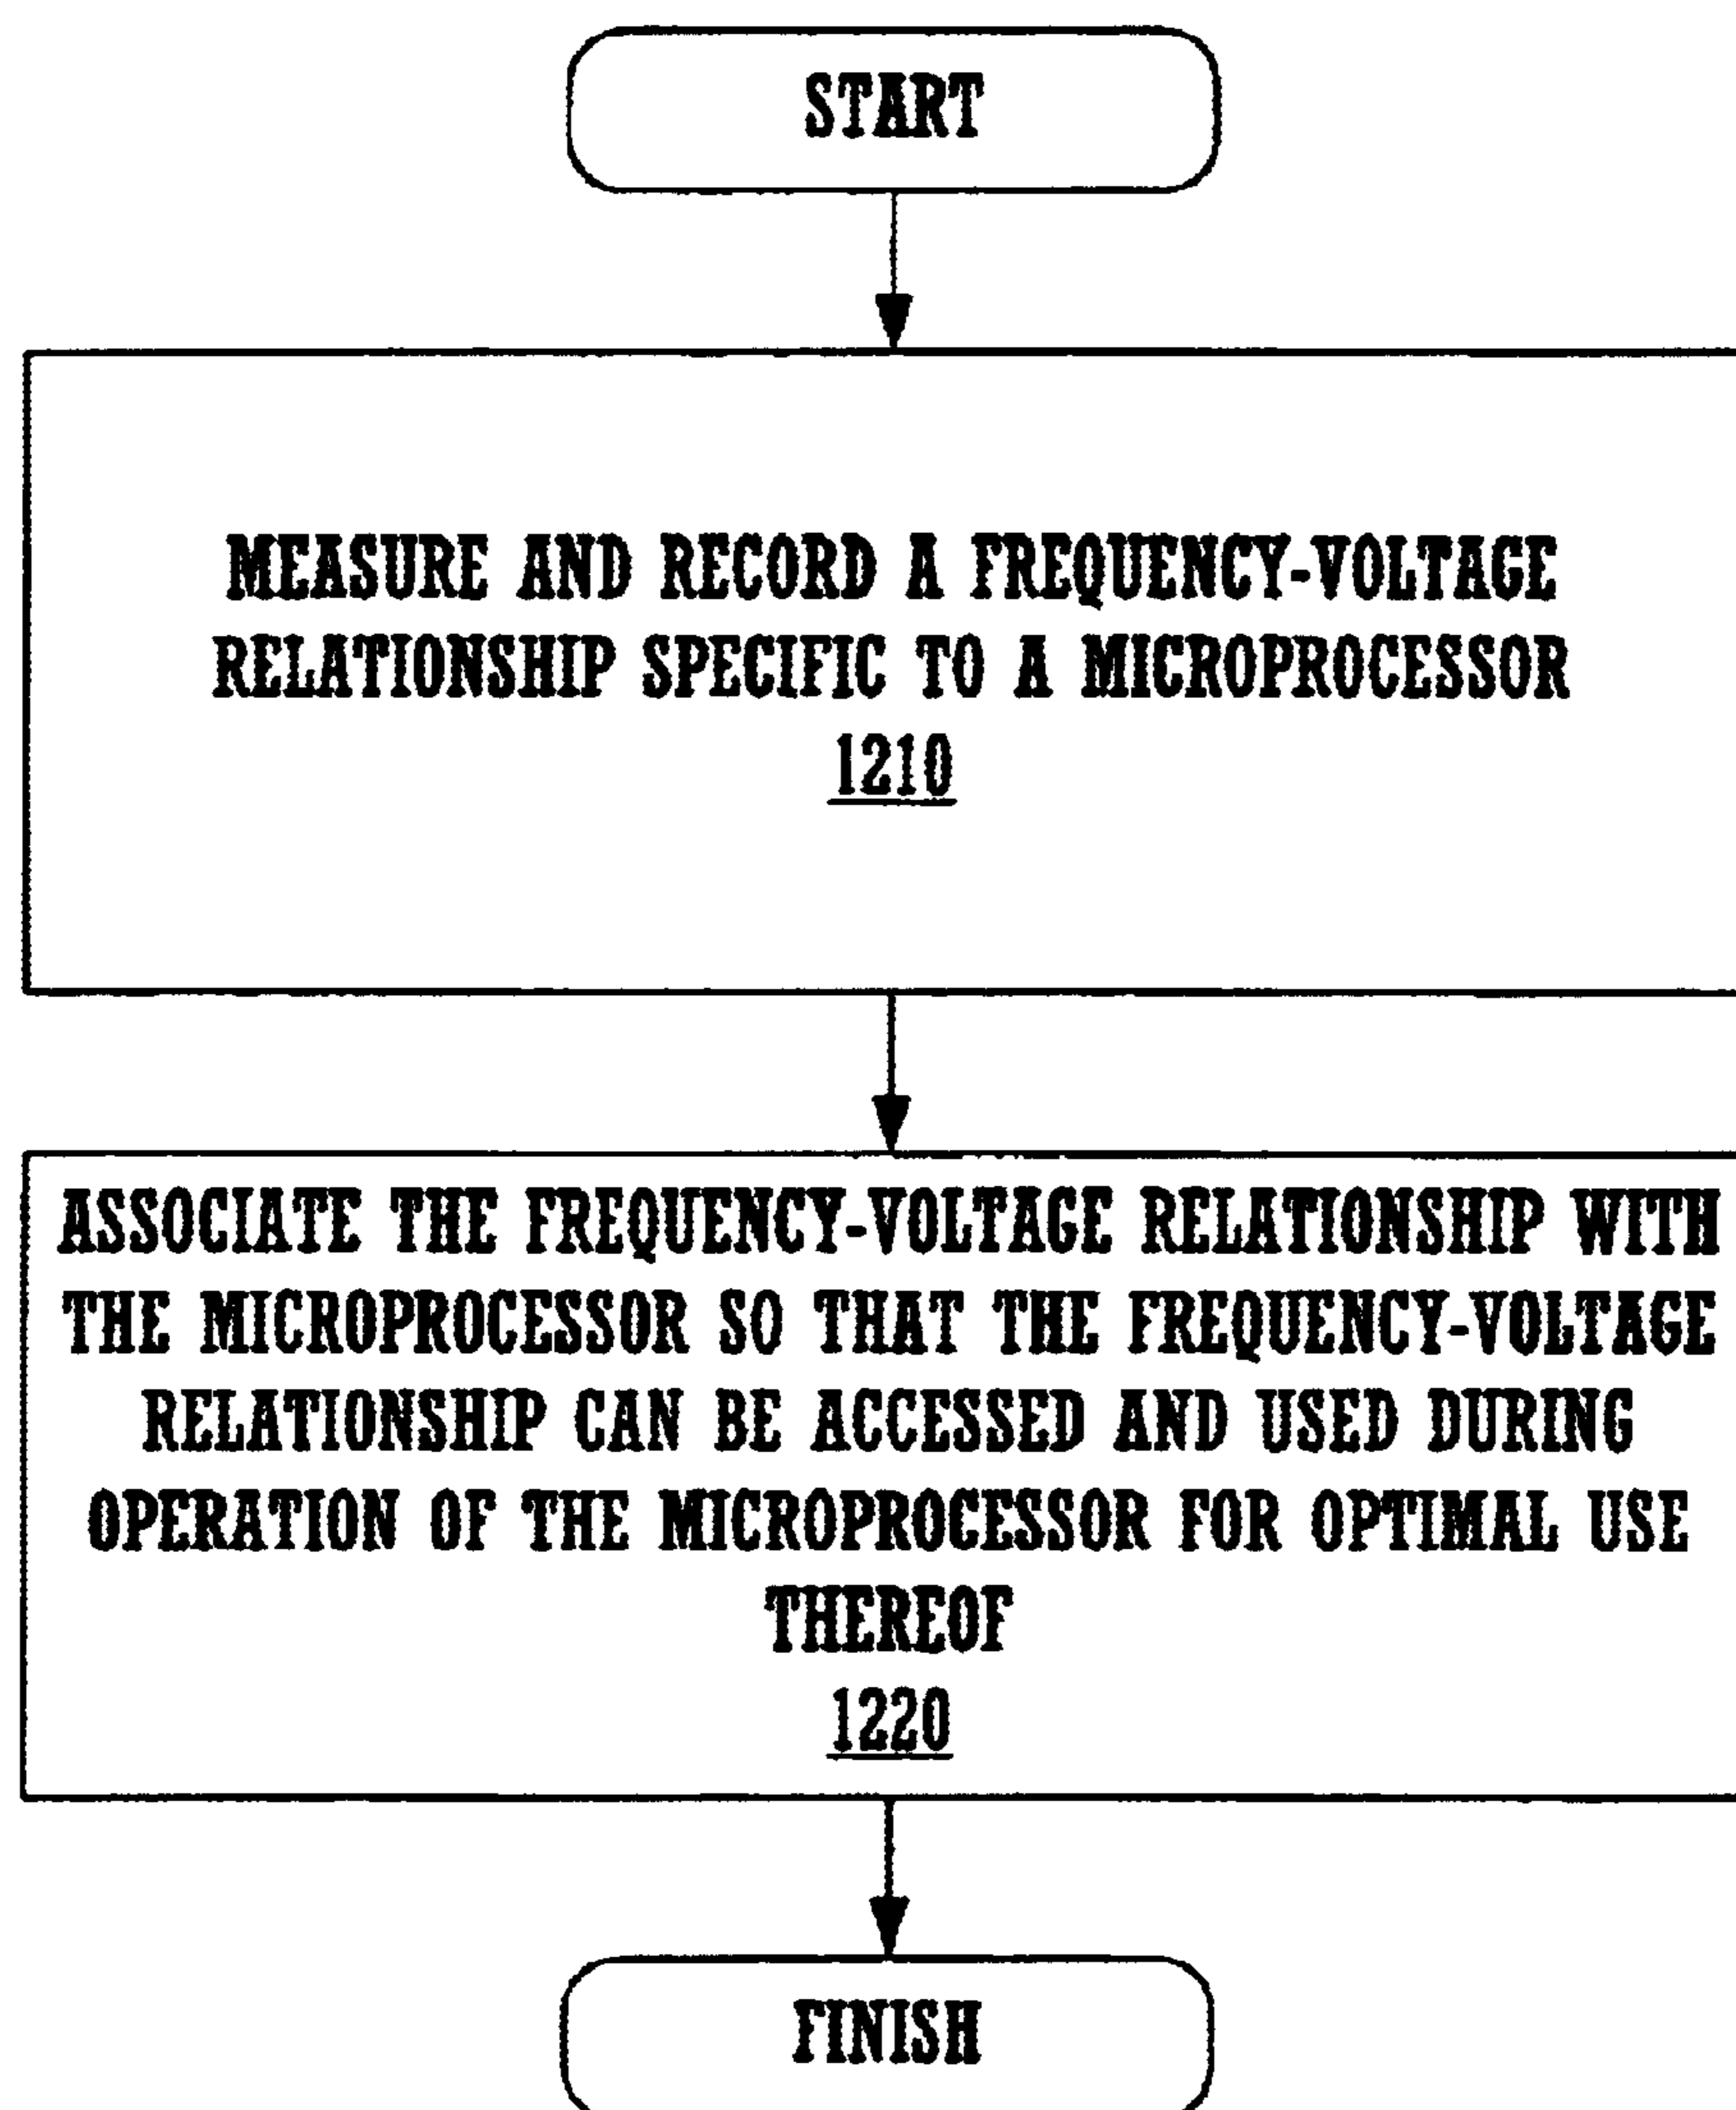 START
MEASURE AND RECORD A FREQUENCY-VOLTAGE
RELATIONSHIP SPECIFIC TO A MICROPROCESSOR
1210
ASSOCIATE THE FREQUENCY-VOLTAGE RELATIONSHIP WITH
THE MICROPROCESSOR SO THAT THE FREQUENCY-VOLTAGE
RELATIONSHIP CAN BE ACCESSED AND USED DURING
OPERATION OF THE MICROPROCESSOR FOR OPTIMAL USE
THEREOF
1220
FINISH